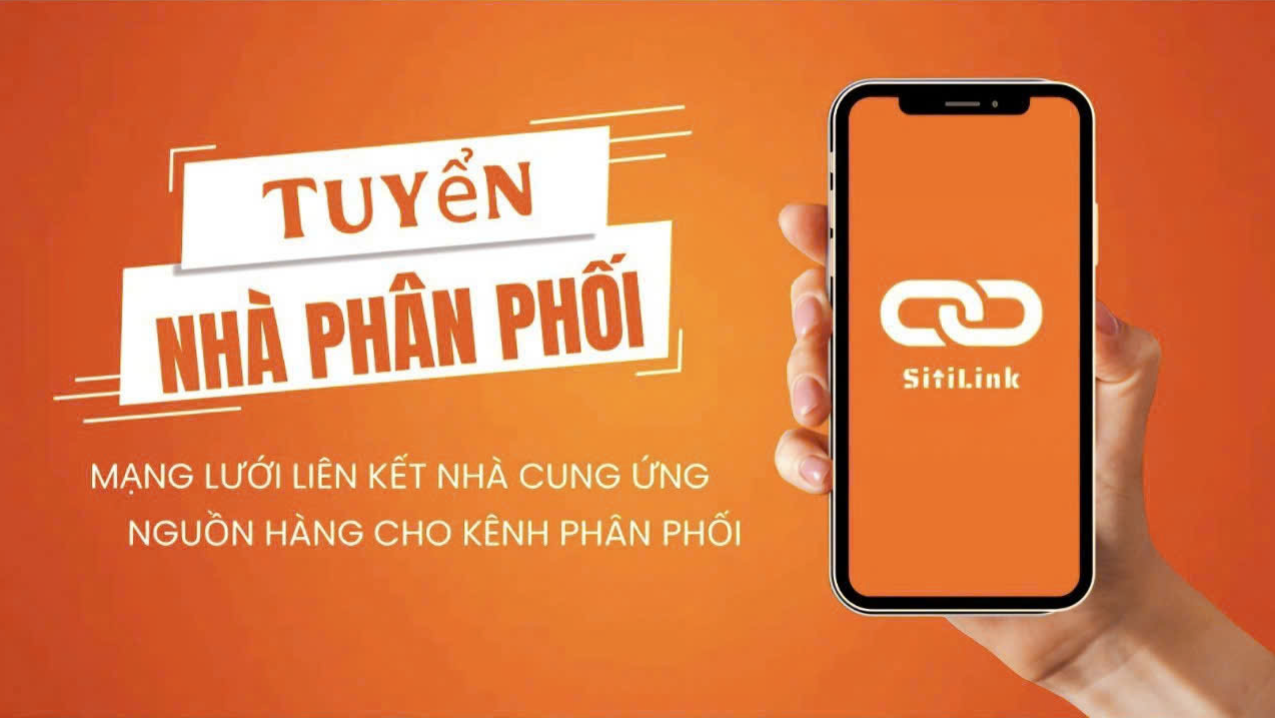 TUYỂN
NHÀ PHÂN PHỐI
MẠNG LƯỚI LIÊN KẾT NHÀ CUNG ỨNG
NGUỒN HÀNG CHO KÊNH PHÂN PHỐI
SitiLink